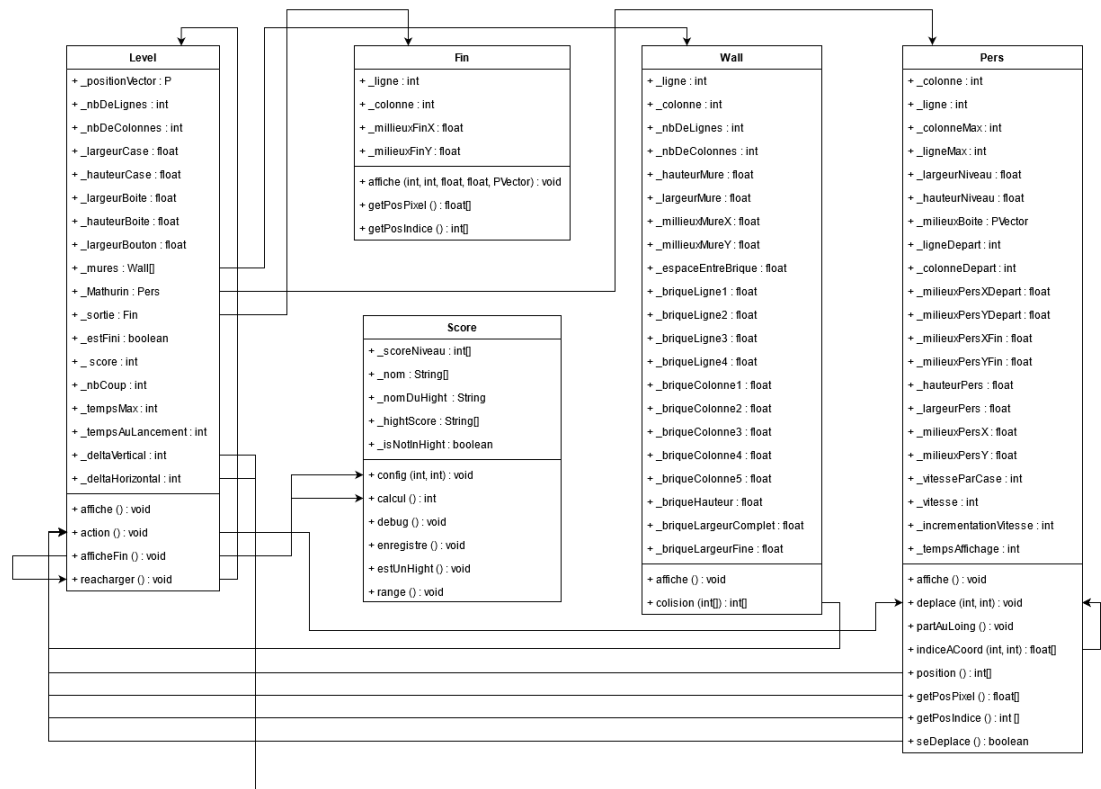 Level
+ _positionVector : P
+ _nbDeLignes : int
+ _nbDeColonnes : int
+ _largeurCase : float
+ _hauteurCase : float
+ _largeurBoite : float
+ _hauteurBoite : float
+ _largeurBouton : float
+ _mures : Wall[]
+ _Mathurin : Pers
+ _sortie : Fin
+ _estFini : boolean
+ _ score : int
+ _nbCoup : int
+ _tempsMax : int
+ _tempsAuLancement : int
+ _deltaVertical : int
+ _deltaHorizontal : int
+ affiche () : void
+ action () : void
+ afficheFin () : void
+ reacharger () : void
Fin
+ _ligne : int
+ _colonne : int
+ _millieuxFinX : float
+ _milieuxFinY : float
+ affiche (int, int, float, float, PVector) : void
+ getPosPixel () : float[]
+ getPosIndice () : int[]
Score
+ _scoreNiveau : int[]
+ _nom : String[]
+ _nomDuHight : String
+ _hightScore : String[]
+ _isNotInHight : boolean
+ config (int, int) : void
+ calcul () : int
+ debug () : void
+ enregistre () : void
+ estUnHight () : void
+ range () : void
Wall
+ _ligne : int
+ _colonne : int
+ _nbDeLignes : int
+ _nbDeColonnes : int
+ _hauteurMure : float
+ _largeurMure : float
+ _millieuxMureX : float
+ _millieuxMureY : float
+ _espaceEntreBrique : float
+ _briqueLigne1 : float
+ _briqueLigne2 : float
+ _briqueLigne3 : float
+ _briqueLigne4 : float
+ _briqueColonne1 : float
+ _briqueColonne2 : float
+ _briqueColonne3 : float
+ _briqueColonne4 : float
+ _briqueColonne5 : float
+ _briqueHauteur : float
+ _briqueLargeurComplet : float
+ _briqueLargeurFine : float
+ affiche () : void
+ colision (int[]) : int[]
Pers
+ _colonne : int
+ _ligne : int
+ _colonneMax : int
+ _ligneMax : int
+ _largeurNiveau : float
+ _hauteurNiveau : float
+ _milieuxBoite : PVector
+ _ligneDepart : int
+ _colonneDepart : int
+ _milieuxPersXDepart : float
+ _milieuxPersYDepart : float
+ _milieuxPersXFin : float
+ _milieuxPersYFin : float
+ _hauteurPers : float
+ _largeurPers : float
+ _milieuxPersX : float
+ _milieuxPersY : float
+ _vitesseParCase : int
+ _vitesse : int
+ _incrementationVitesse : int
+ _tempsAffichage : int
+ affiche () : void
+ deplace (int, int) : void
+ partAuLoing () : void
+ indiceACoord (int, int) : float[]
+ position () : int[]
+ getPosPixel () : float[]
+ getPosIndice () : int []
+ seDeplace () : boolean